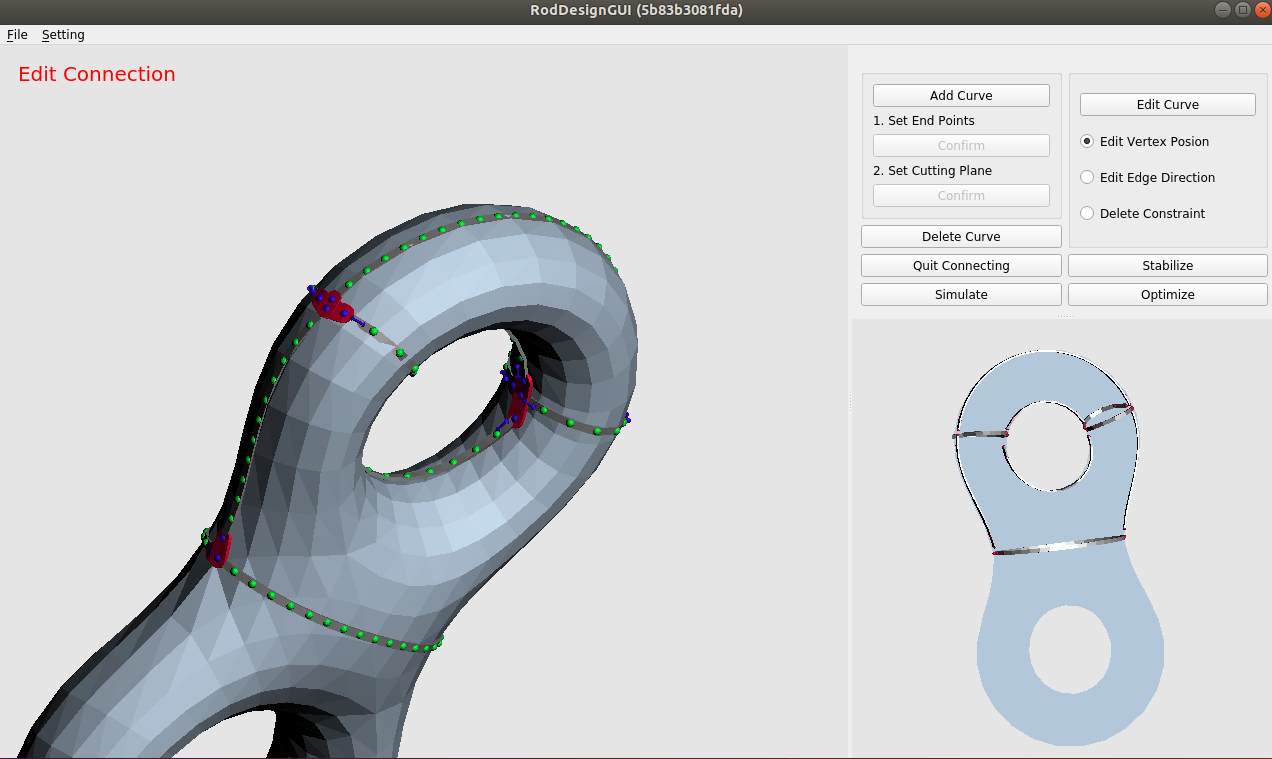 RodDesignGUI (5b83b3081fda)
File Setting
Edit Connection
Add Curve
1. Set End Points
Confirm
2. Set Cutting Plane
Confirm
Edit Curve
Edit Vertex Posion
Edit Edge Direction
Delete Constraint
Delete Curve
Quit Connecting
Stabilize
Simulate
Optimize